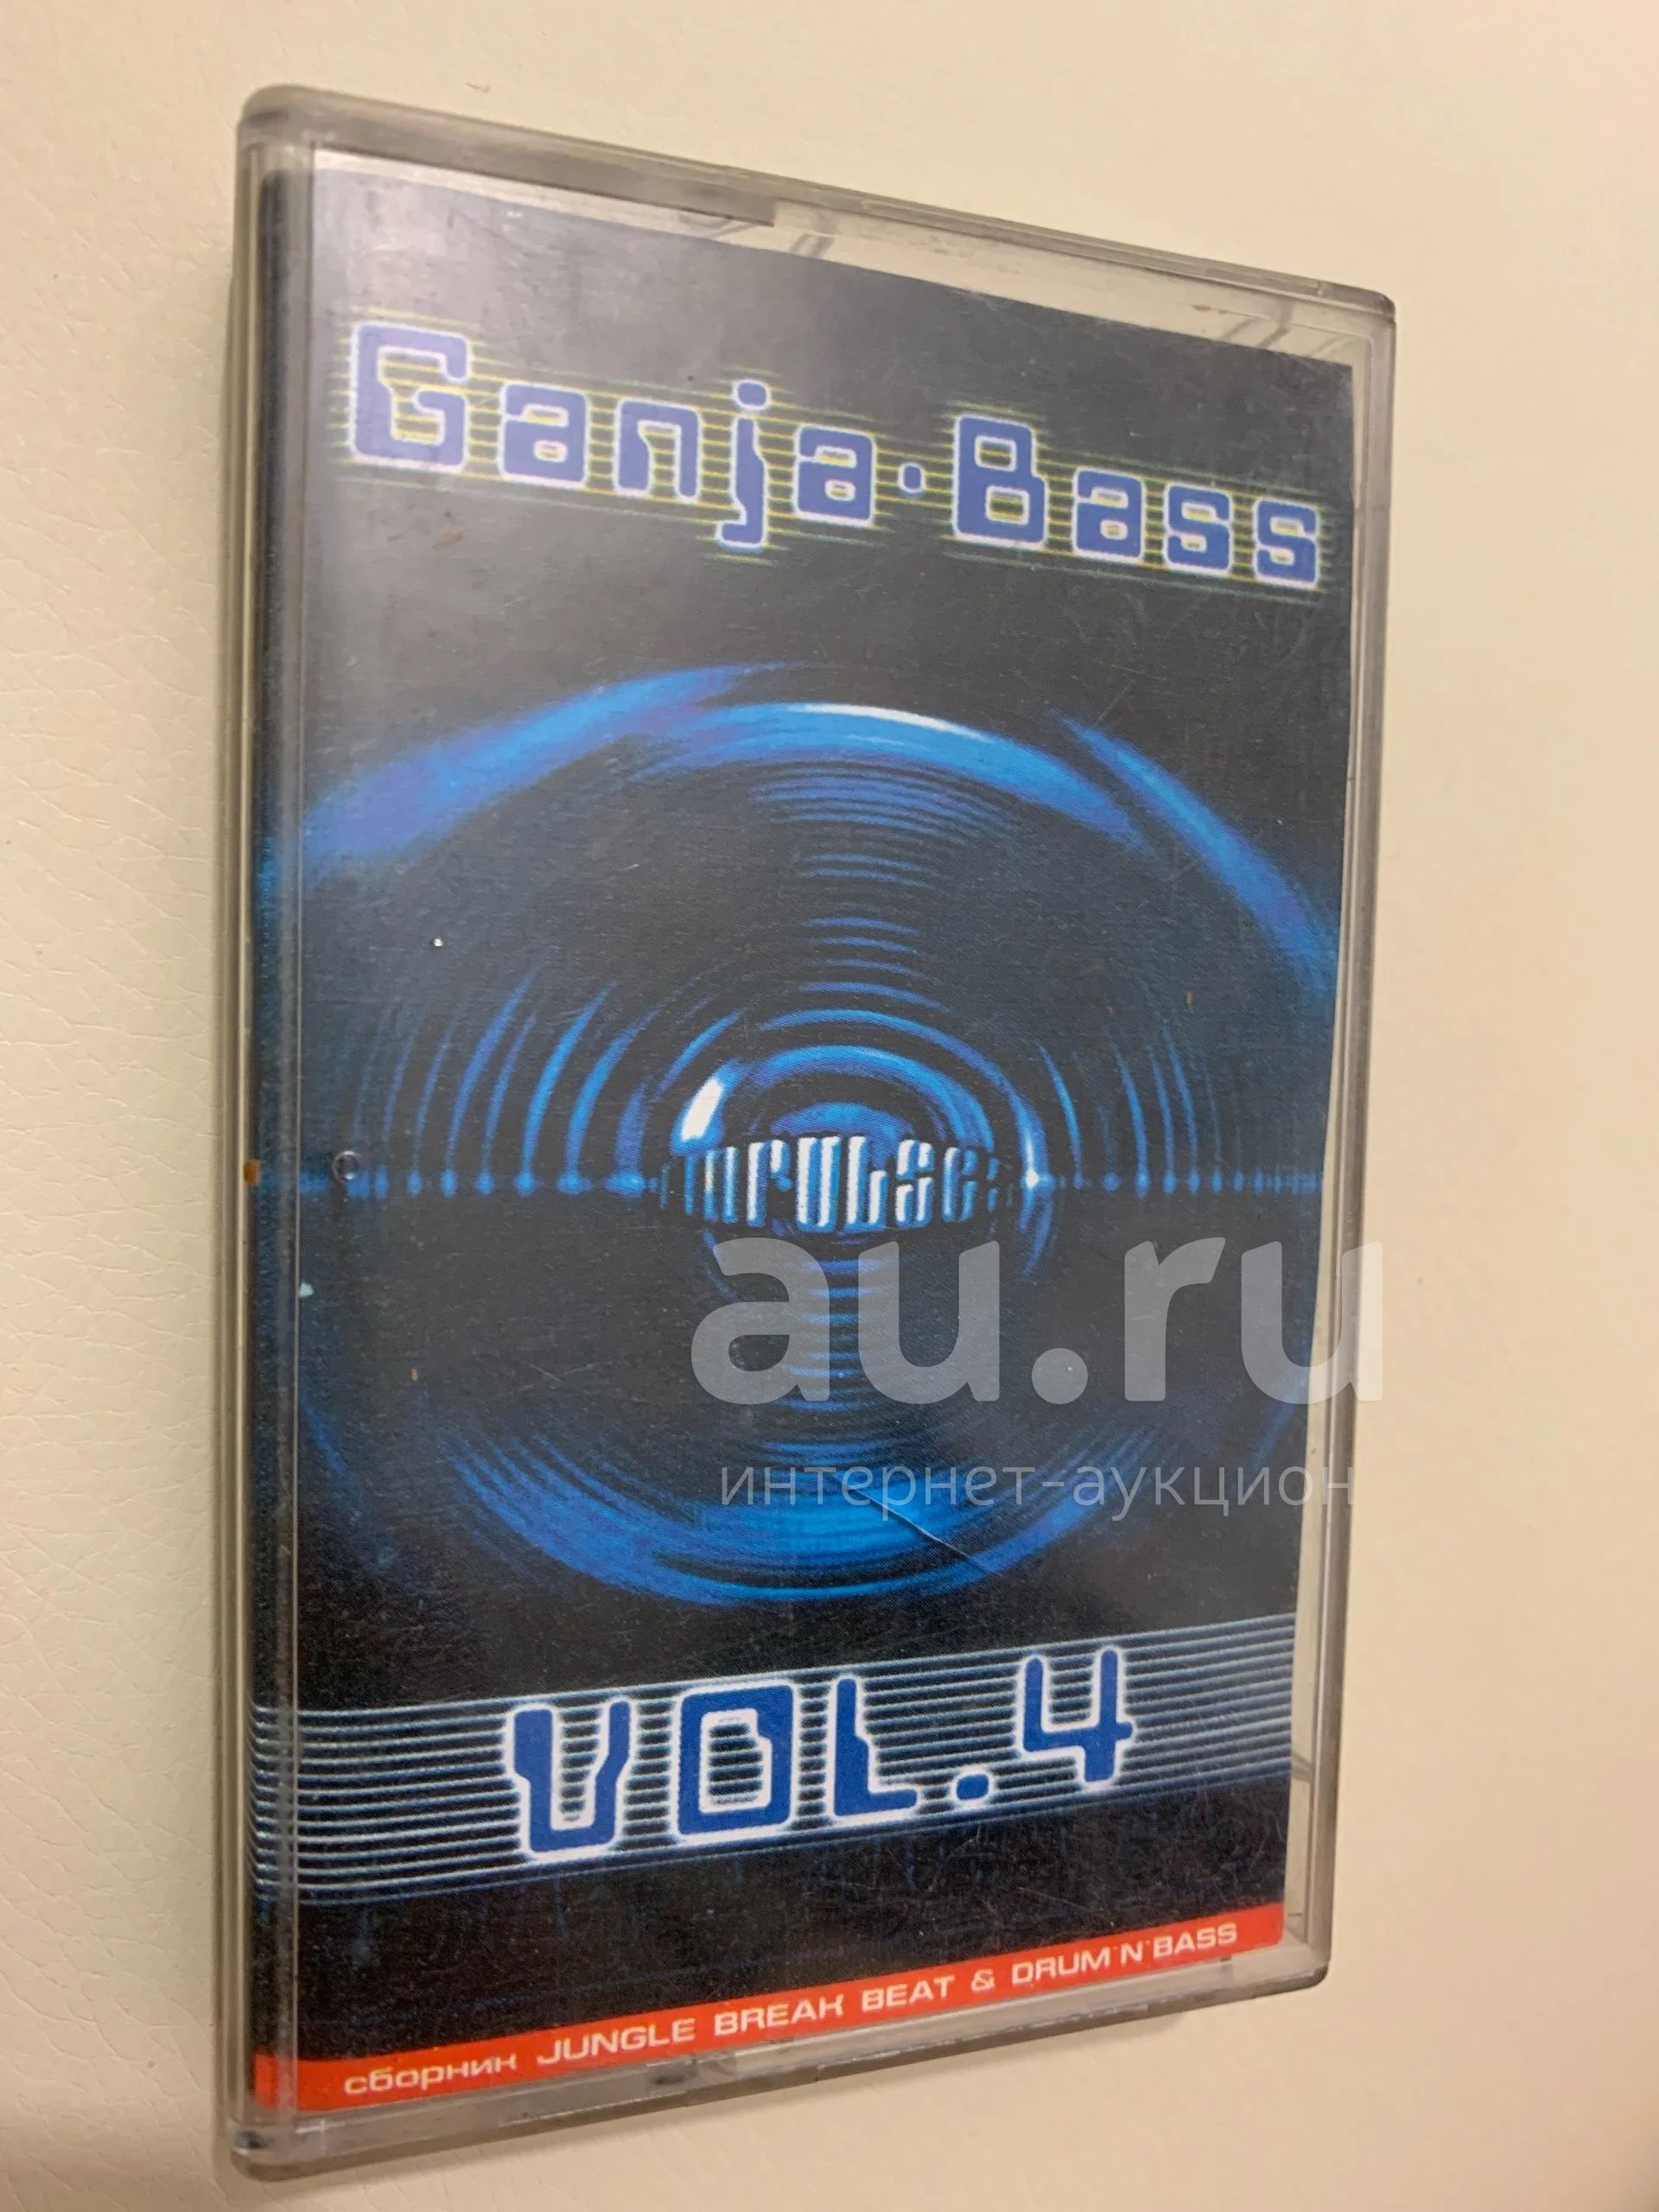 Ganja·Bass
au.ru
интернет-аукцион
VOL.4
сборник JUNGLE BREAK BEAT & DRUM`N`BASS